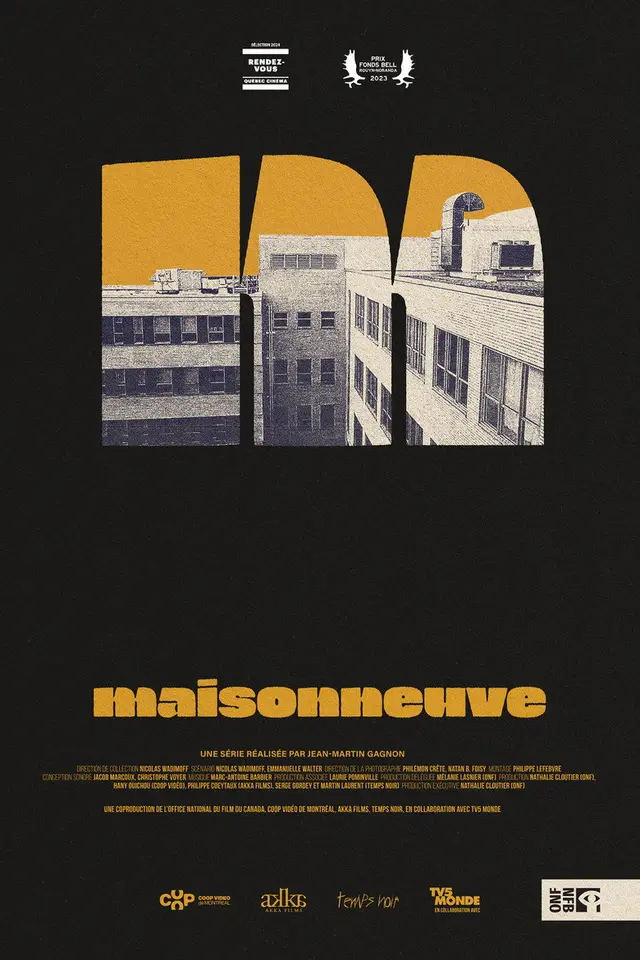 SÉLECTION 2024
RENDEZ-
VOUS
QUÉBEC CINÉMA
PRIX
FONDS BELL
ROUYN-NORANDA
2023
m
maisonneuve
UNE SÉRIE RÉALISÉE PAR JEAN-MARTIN GAGNON
DIRECTION DE COLLECTION NICOLAS WADIMOFF SCÉNARIO NICOLAS WADIMOFF, EMMANUELLE WALTER DIRECTION DE LA PHOTOGRAPHIE PHILÉMON CRÊTE, NATAN B. FOISY MONTAGE PHILIPPE LEFEBVRE
CONCEPTION SONORE JACOB MARCOUX, CHRISTOPHE VOYER MUSIQUE MARC-ANTOINE BARBIER PRODUCTION ASSOCIÉE LAURIE POMINVILLE PRODUCTION DÉLÉGUÉE MÉLANIE LASNIER (ONF) PRODUCTION NATHALIE CLOUTIER (ONF),
HANY OUICHOU (COOP VIDÉO), PHILIPPE COEYTAUX (AKKA FILMS), SERGE GORDEY ET MARTIN LAURENT (TEMPS NOIR) PRODUCTION EXÉCUTIVE NATHALIE CLOUTIER (ONF)
UNE COPRODUCTION DE L'OFFICE NATIONAL DU FILM DU CANADA, COOP VIDÉO DE MONTRÉAL, AKKA FILMS, TEMPS NOIR, EN COLLABORATION AVEC TV5 MONDE
COOP
COOP VIDEO
de MONTREAL
akka
AKKA FILMS
temps noir
TV5
MONDE
EN COLLABORATION AVEC
ONF
NFB